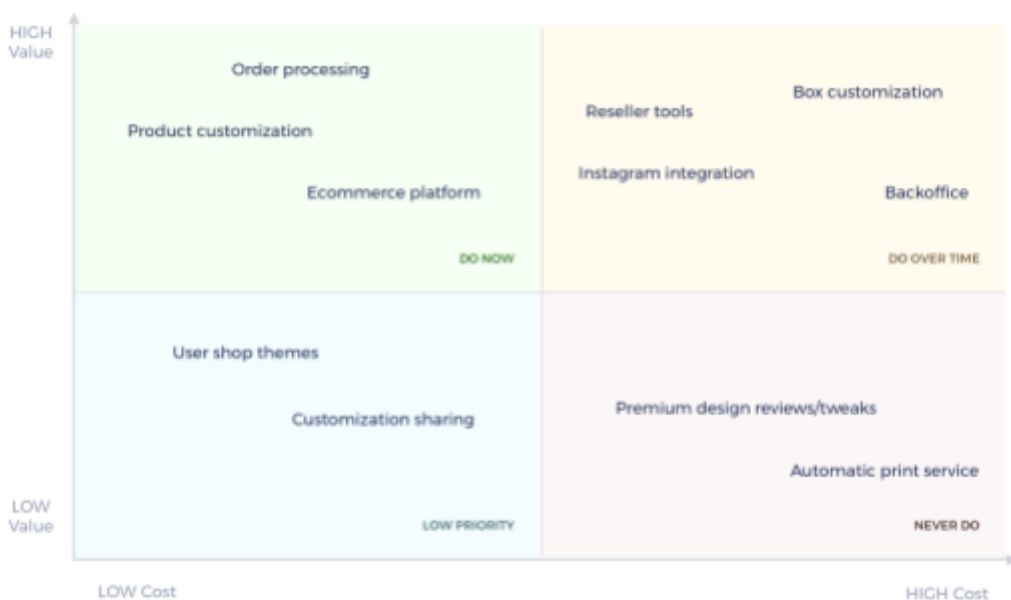 HIGH
Value
Order processing
Product customization
Ecommerce platform
DO NOW
Box customization
Reseller tools
Instagram integration
Backoffice
DO OVER TIME
User shop themes
Customization sharing
LOW PRIORITY
Premium design reviews/tweaks
Automatic print service
NEVER DO
LOW
Value
LOW Cost
HIGH Cost